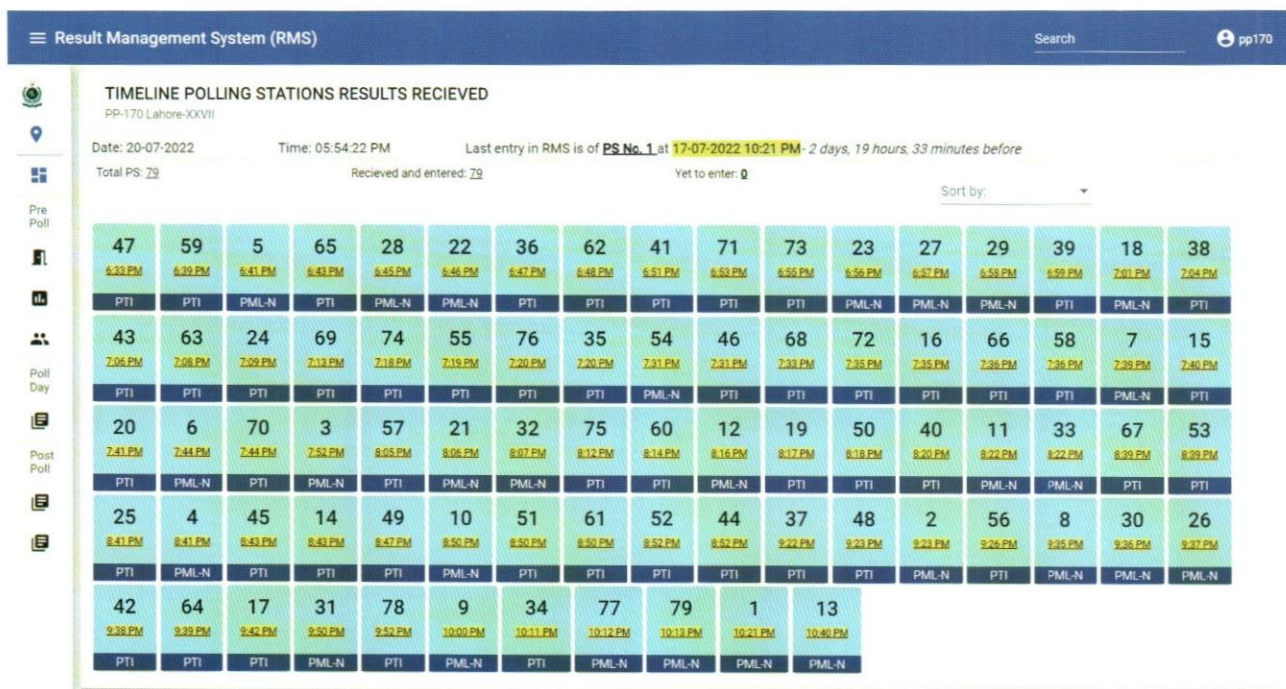 Result Management System (RMS)
Search
pp170
TIMELINE POLLING STATIONS RESULTS RECIEVED
PP-170 Lahore-XXVII
Date: 20-07-2022 Time: 05:54:22 PM Last entry in RMS is of PS No. 1 at 17-07-2022 10:21 PM- 2 days, 19 hours, 33 minutes before
Total PS: 79 Recieved and entered: 79 Yet to enter: 0
Sort by:
Pre
Poll
Poll
Day
Post
Poll
47 59 5 65 28 22 36 62 41 71 73 23 27 29 39 18 38
6:33 PM 6:39 PM 6:41 PM 6:43 PM 6:45 PM 6:46 PM 6:47 PM 6:48 PM 6:51 PM 6:53 PM 6:55 PM 6:56 PM 6:57 PM 6:58 PM 6:59 PM 7:01 PM 7:04 PM
PTI PTI PML-N PTI PML-N PML-N PTI PTI PTI PTI PTI PML-N PML-N PML-N PTI PML-N PTI
43 63 24 69 74 55 76 35 54 46 68 72 16 66 58 7 15
7:06 PM 7:08 PM 7:09 PM 7:13 PM 7:18 PM 7:19 PM 7:20 PM 7:20 PM 7:31 PM 7:31 PM 7:33 PM 7:35 PM 7:35 PM 7:36 PM 7:36 PM 7:39 PM 7:40 PM
PTI PTI PTI PTI PTI PTI PTI PTI PML-N PTI PTI PTI PTI PTI PTI PML-N PTI
20 6 70 3 57 21 32 75 60 12 19 50 40 11 33 67 53
7:41 PM 7:44 PM 7:44 PM 7:52 PM 8:05 PM 8:06 PM 8:07 PM 8:12 PM 8:14 PM 8:16 PM 8:17 PM 8:18 PM 8:20 PM 8:22 PM 8:22 PM 8:39 PM 8:39 PM
PTI PML-N PTI PML-N PTI PML-N PML-N PTI PTI PML-N PTI PTI PTI PML-N PML-N PTI PTI
25 4 45 14 49 10 51 61 52 44 37 48 2 56 8 30 26
8:41 PM 8:41 PM 8:43 PM 8:43 PM 8:47 PM 8:50 PM 8:50 PM 8:50 PM 8:52 PM 8:52 PM 9:22 PM 9:23 PM 9:23 PM 9:26 PM 9:35 PM 9:36 PM 9:37 PM
PTI PML-N PTI PTI PTI PML-N PTI PTI PTI PTI PTI PTI PML-N PTI PML-N PML-N PML-N
42 64 17 31 78 9 34 77 79 1 13
9:38 PM 9:39 PM 9:42 PM 9:50 PM 9:52 PM 10:00 PM 10:11 PM 10:12 PM 10:13 PM 10:21 PM 10:40 PM
PTI PTI PTI PML-N PTI PML-N PTI PML-N PML-N PML-N PML-N